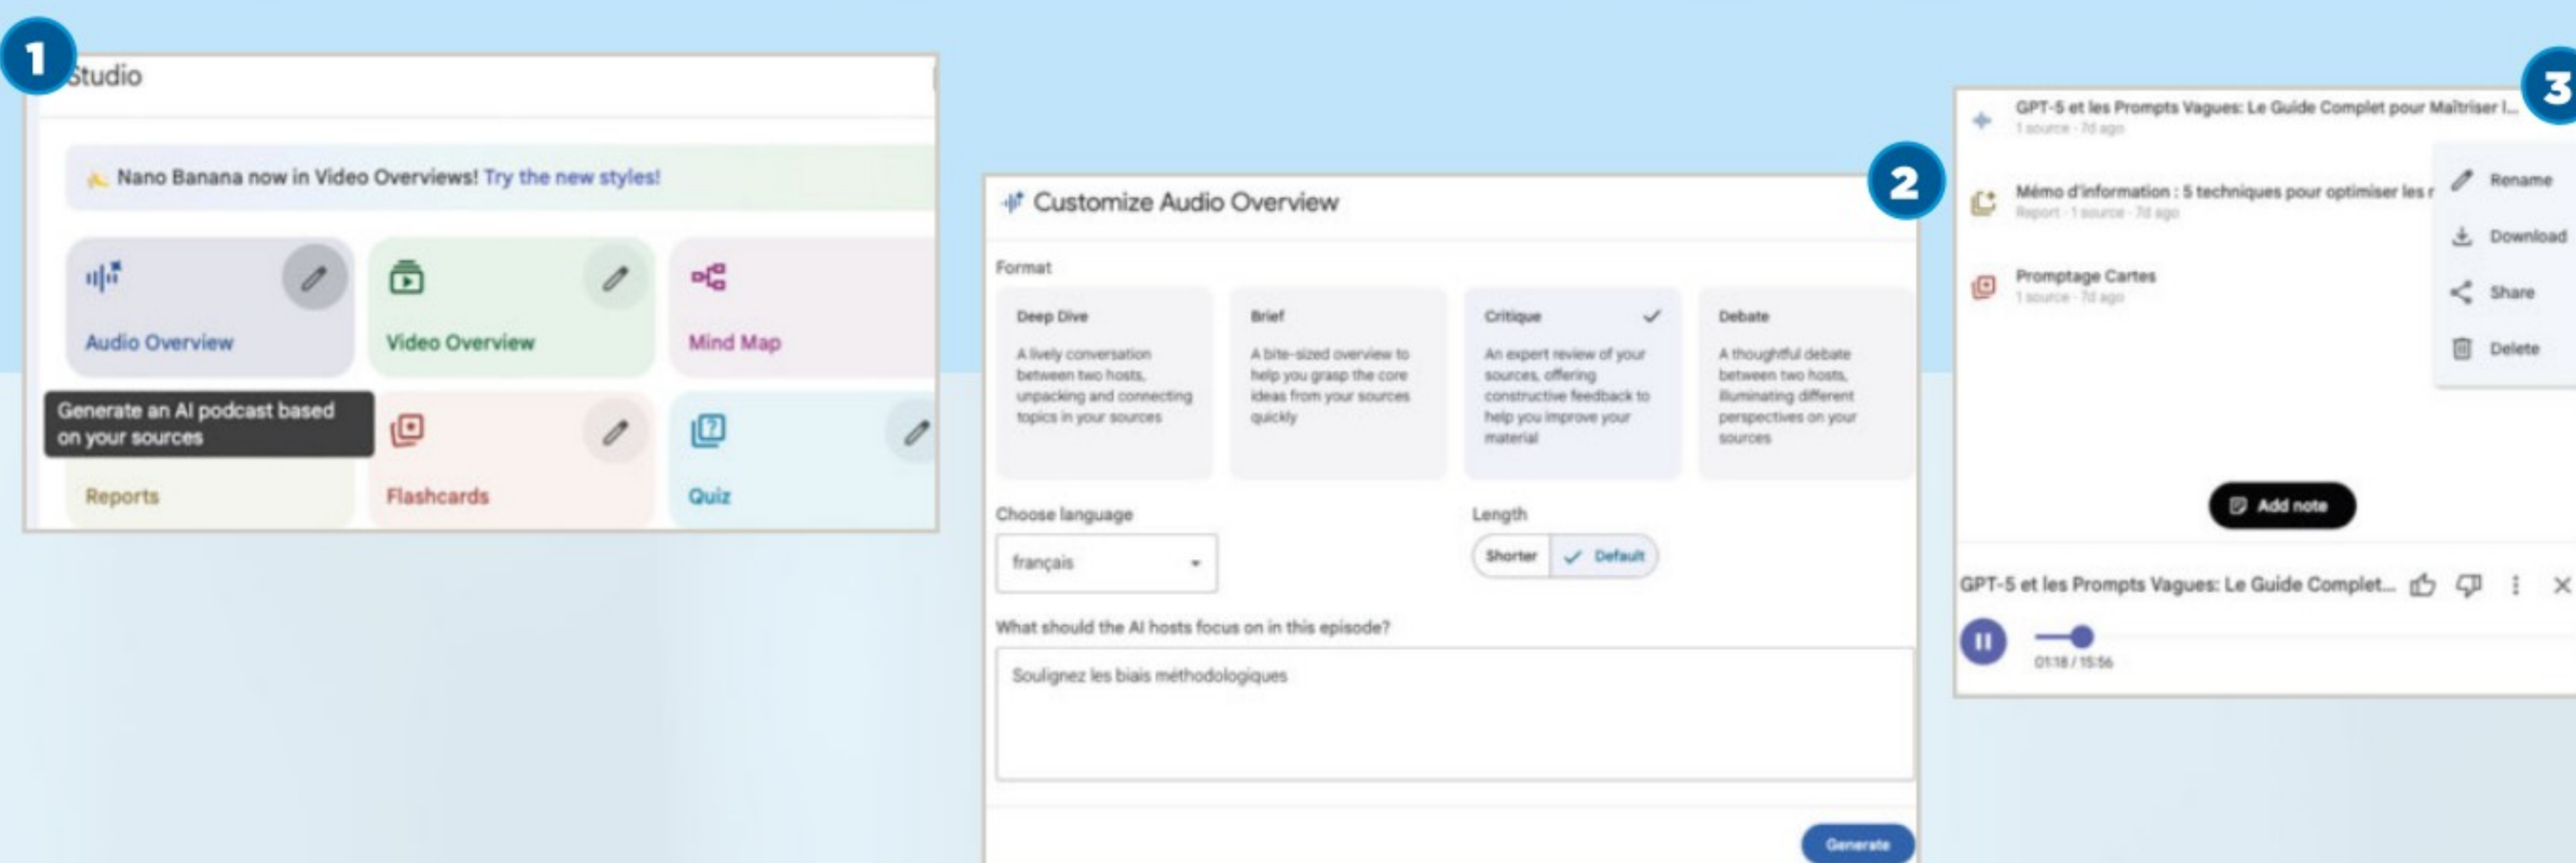 1
Studio
Nano Banana now in Video Overviews! Try the new styles!
Audio Overview
Video Overview
Mind Map
Generate an AI podcast based
on your sources
Reports
Flashcards
Quiz
2
Customize Audio Overview
Format
Deep Dive
A lively conversation
between two hosts,
unpacking and connecting
topics in your sources
Brief
A bite-sized overview to
help you grasp the core
ideas from your sources
quickly
Critique
An expert review of your
sources, offering
constructive feedback to
help you improve your
material
Debate
A thoughtful debate
between two hosts,
illuminating different
perspectives on your
sources
Choose language
français
Length
Shorter
Default
What should the AI hosts focus on in this episode?
Soulignez les biais méthodologiques
Generate
3
GPT-5 et les Prompts Vagues: Le Guide Complet pour Maîtriser l...
1 source · 7d ago
Mémo d'information : 5 techniques pour optimiser les r
Report · 1 source · 7d ago
Promptage Cartes
1 source · 7d ago
Rename
Download
Share
Delete
Add note
GPT-5 et les Prompts Vagues: Le Guide Complet...
01:18 / 15:56